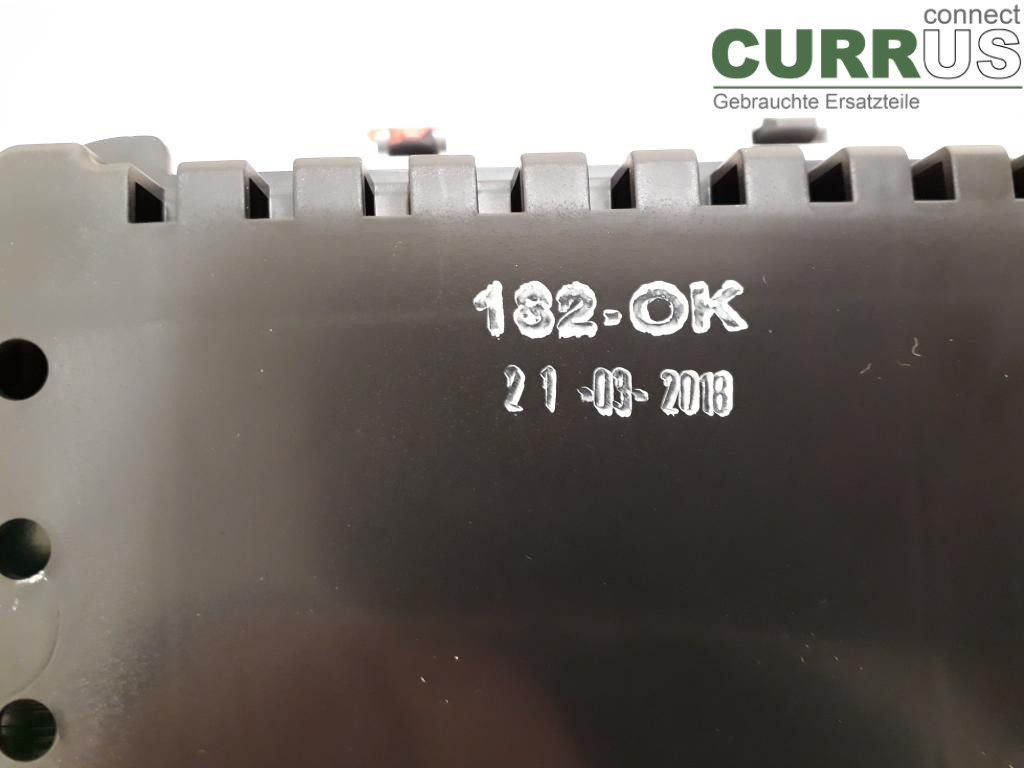 connect
CURRUS
Gebrauchte Ersatzteile
182-OK
21-03-2018